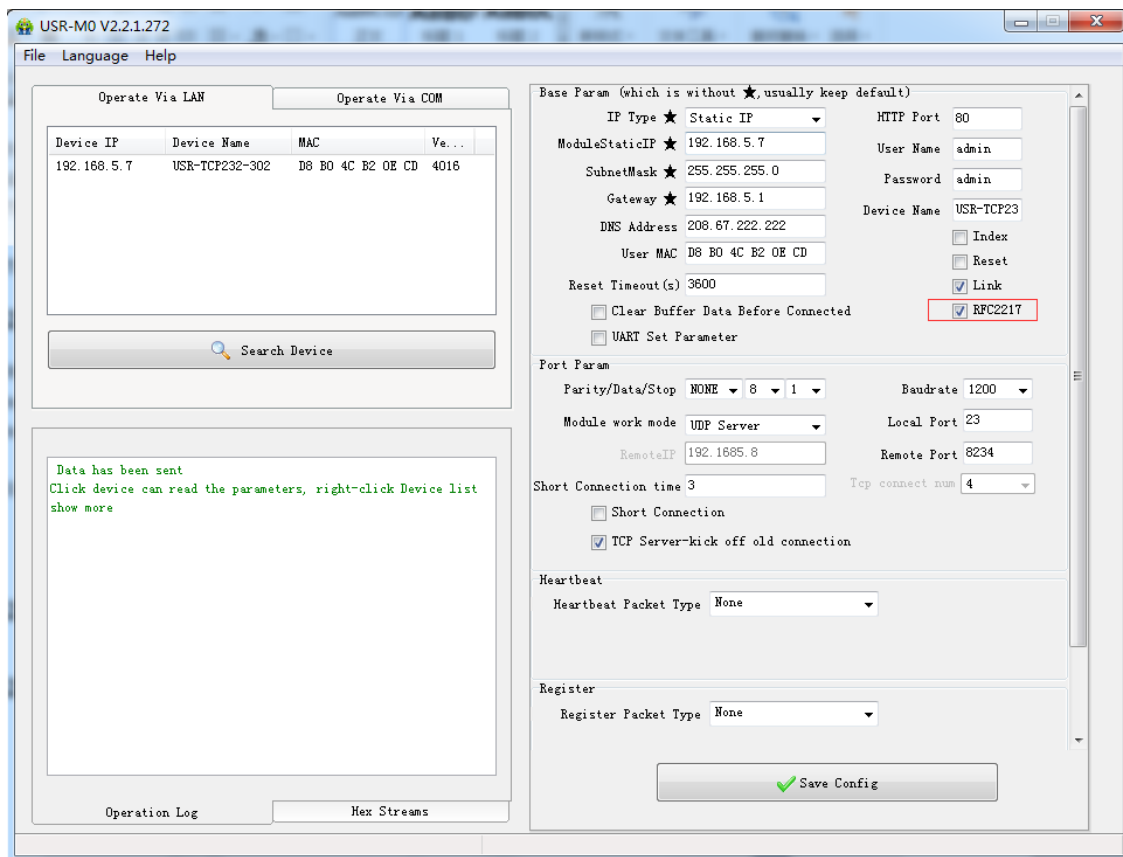 USR-M0 V2.2.1.272
File Language Help
Operate Via LAN
Operate Via COM
Device IP Device Name MAC Ve...
192.168.5.7 USR-TCP232-302 D8 B0 4C B2 0E CD 4016
Search Device
Data has been sent
Click device can read the parameters, right-click Device list
show more
Operation Log
Hex Streams
Base Param (which is without ★,usually keep default)
IP Type ★ Static IP
ModuleStaticIP ★ 192.168.5.7
SubnetMask ★ 255.255.255.0
Gateway ★ 192.168.5.1
DNS Address 208.67.222.222
User MAC D8 B0 4C B2 0E CD
Reset Timeout(s) 3600
Clear Buffer Data Before Connected
UART Set Parameter
HTTP Port 80
User Name admin
Password admin
Device Name USR-TCP23
Index
Reset
Link
RFC2217
Port Param
Parity/Data/Stop NONE 8 1
Baudrate 1200
Module work mode UDP Server
Local Port 23
RemoteIP 192.1685.8
Remote Port 8234
Short Connection time 3
Tcp connect num 4
Short Connection
TCP Server-kick off old connection
Heartbeat
Heartbeat Packet Type None
Register
Register Packet Type None
Save Config